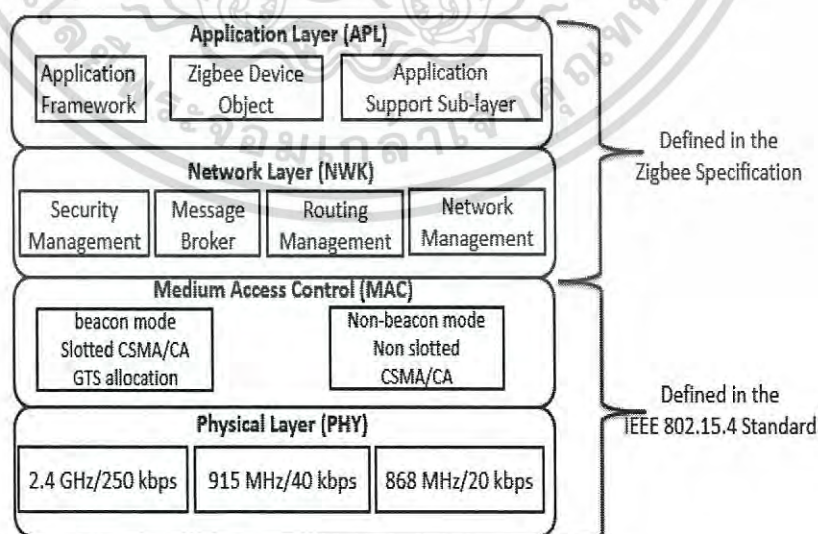 Application Layer (APL)
Application
Framework
Zigbee Device
Object
Application
Support Sub-layer
Defined in the
Zigbee Specification
Network Layer (NWK)
Security
Management
Message
Broker
Routing
Management
Network
Management
Medium Access Control (MAC)
beacon mode
Slotted CSMA/CA
GTS allocation
Non-beacon mode
Non slotted
CSMA/CA
Defined in the
IEEE 802.15.4 Standard
Physical Layer (PHY)
2.4 GHz/250 kbps
915 MHz/40 kbps
868 MHz/20 kbps